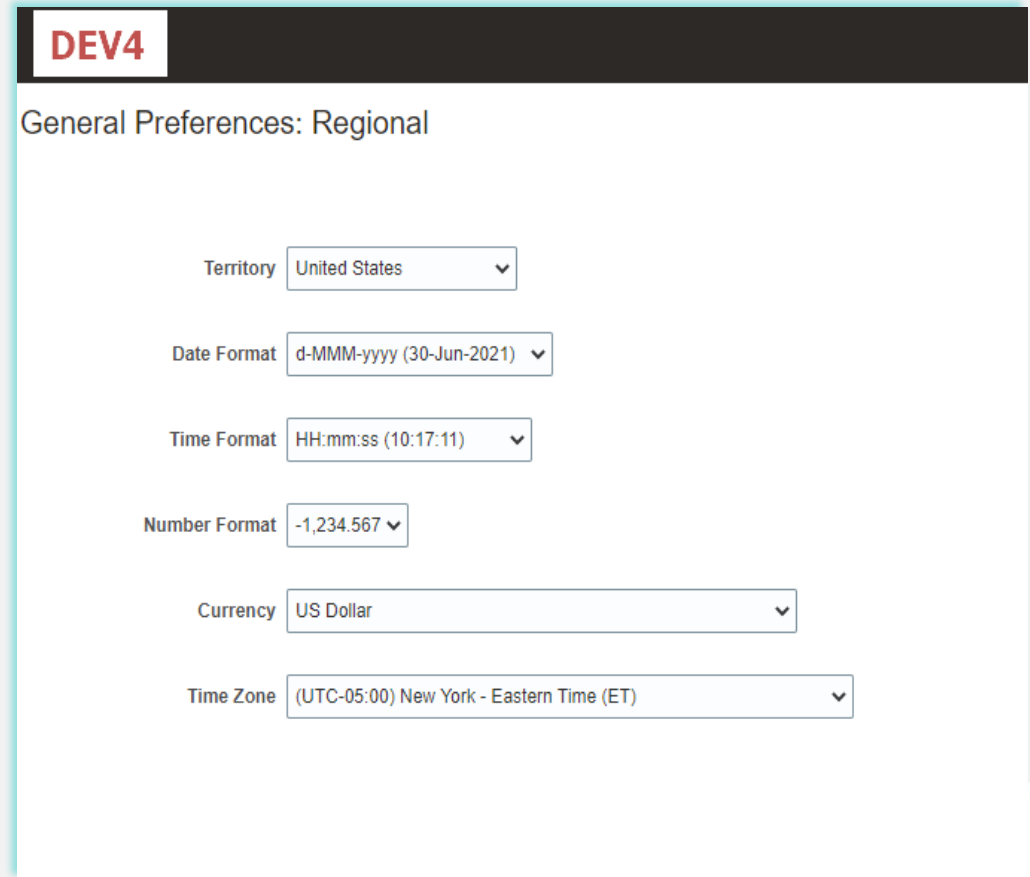 DEV4
General Preferences: Regional
Territory United States
Date Format d-MMM-yyyy (30-Jun-2021)
Time Format HH:mm:ss (10:17:11)
Number Format -1,234.567
Currency US Dollar
Time Zone (UTC-05:00) New York - Eastern Time (ET)